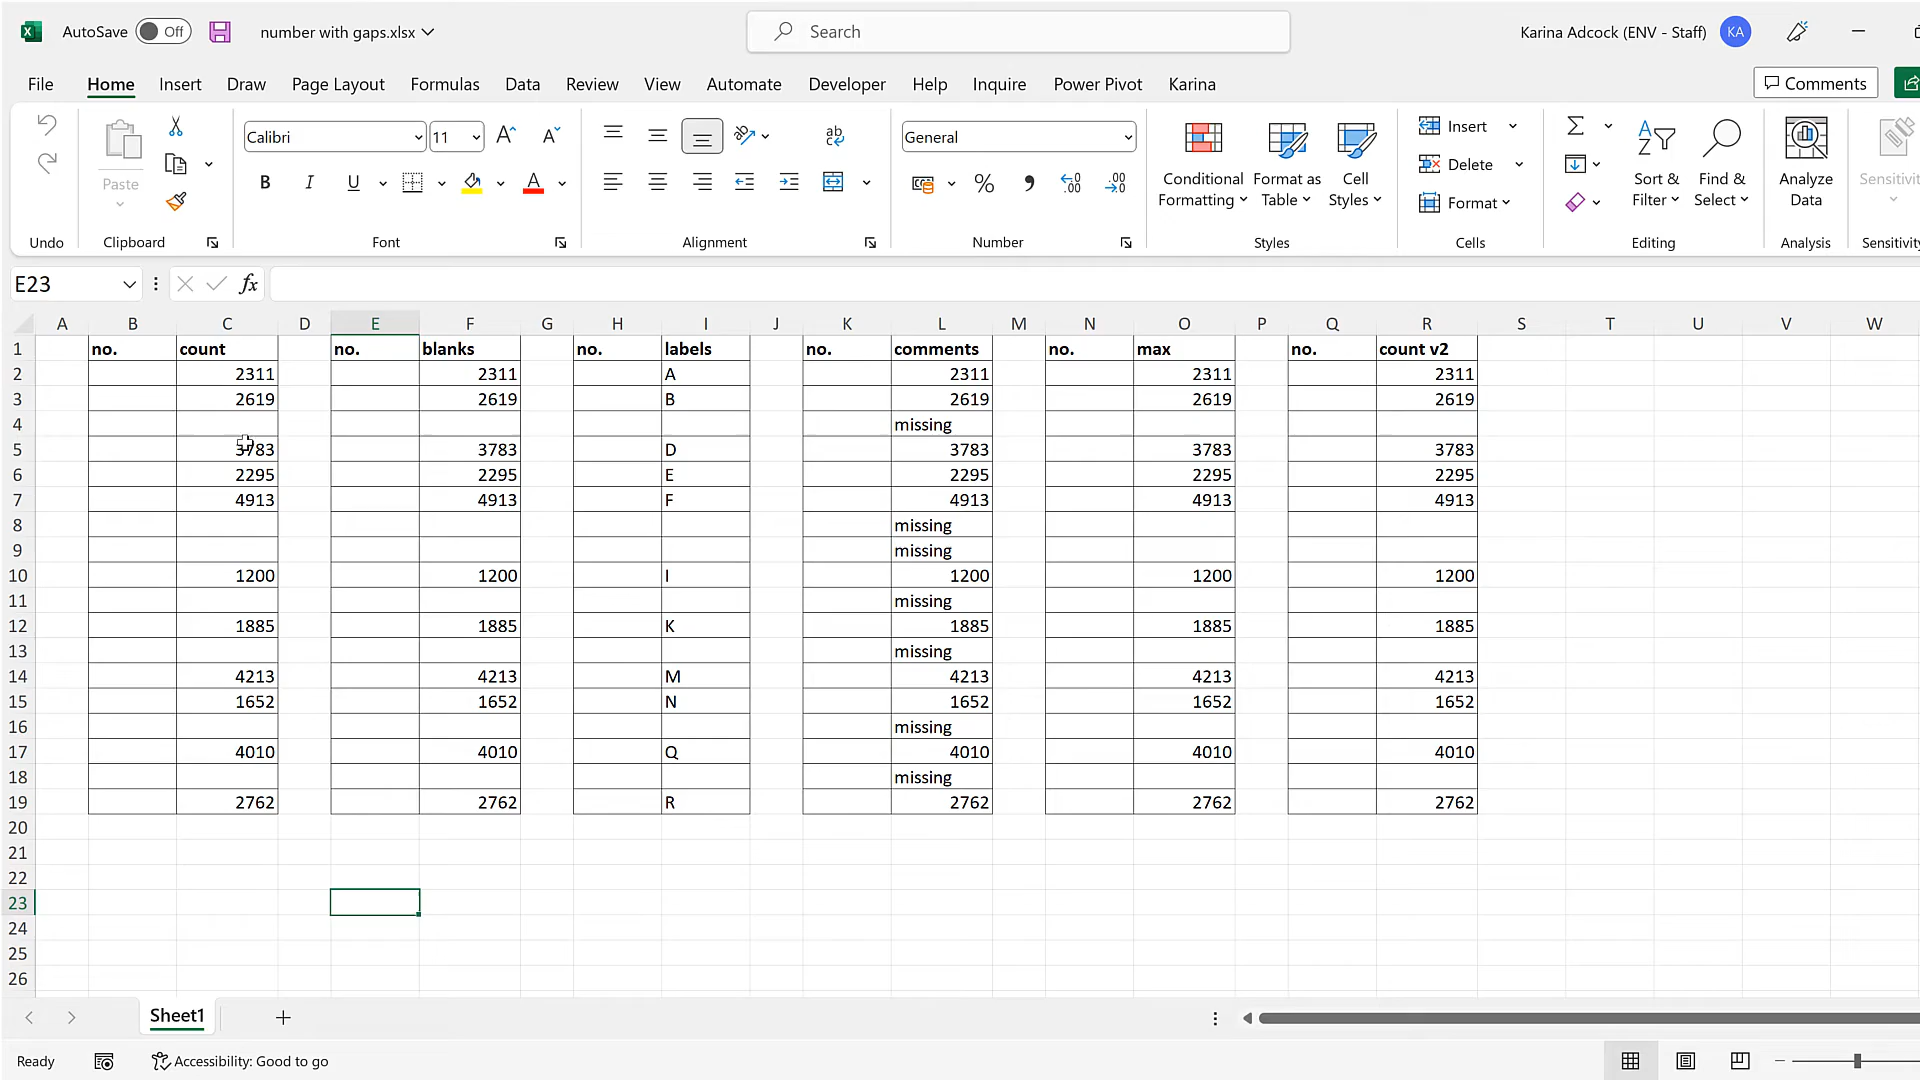 AutoSave Off number with gaps.xlsx Search Karina Adcock (ENV - Staff) KA
File Home Insert Draw Page Layout Formulas Data Review View Automate Developer Help Inquire Power Pivot Karina Comments
Calibri 11 ab General Insert Σ
Paste Delete
B I U A % Conditional Formatting Format as Table Cell Styles Format Sort & Filter Find & Select Analyze Data
Undo Clipboard Font Alignment Number Styles Cells Editing Analysis
E23 fx
A B C D E F G H I J K L M N O P Q R S T U V W
1 no. count no. blanks no. labels no. comments no. max no. count v2
2 2311 2311 A 2311 2311 2311
3 2619 2619 B 2619 2619 2619
4 missing
5 3783 3783 D 3783 3783 3783
6 2295 2295 E 2295 2295 2295
7 4913 4913 F 4913 4913 4913
8 missing
9 missing
10 1200 1200 I 1200 1200 1200
11 missing
12 1885 1885 K 1885 1885 1885
13 missing
14 4213 4213 M 4213 4213 4213
15 1652 1652 N 1652 1652 1652
16 missing
17 4010 4010 Q 4010 4010 4010
18 missing
19 2762 2762 R 2762 2762 2762
20
21
22
23
24
25
26
Sheet1
Ready Accessibility: Good to go